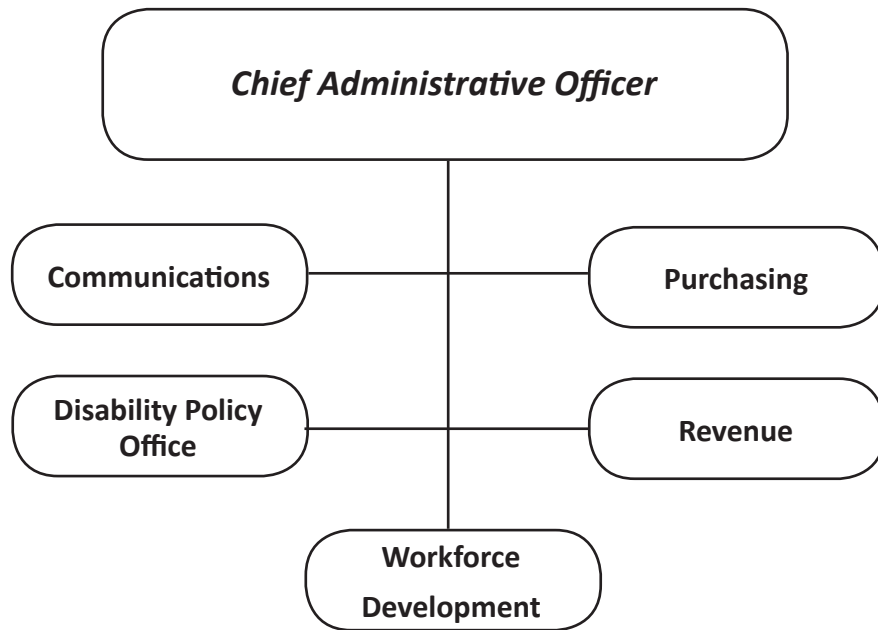 Chief Administrative Officer
Communications
Purchasing
Disability Policy
Office
Revenue
Workforce
Development